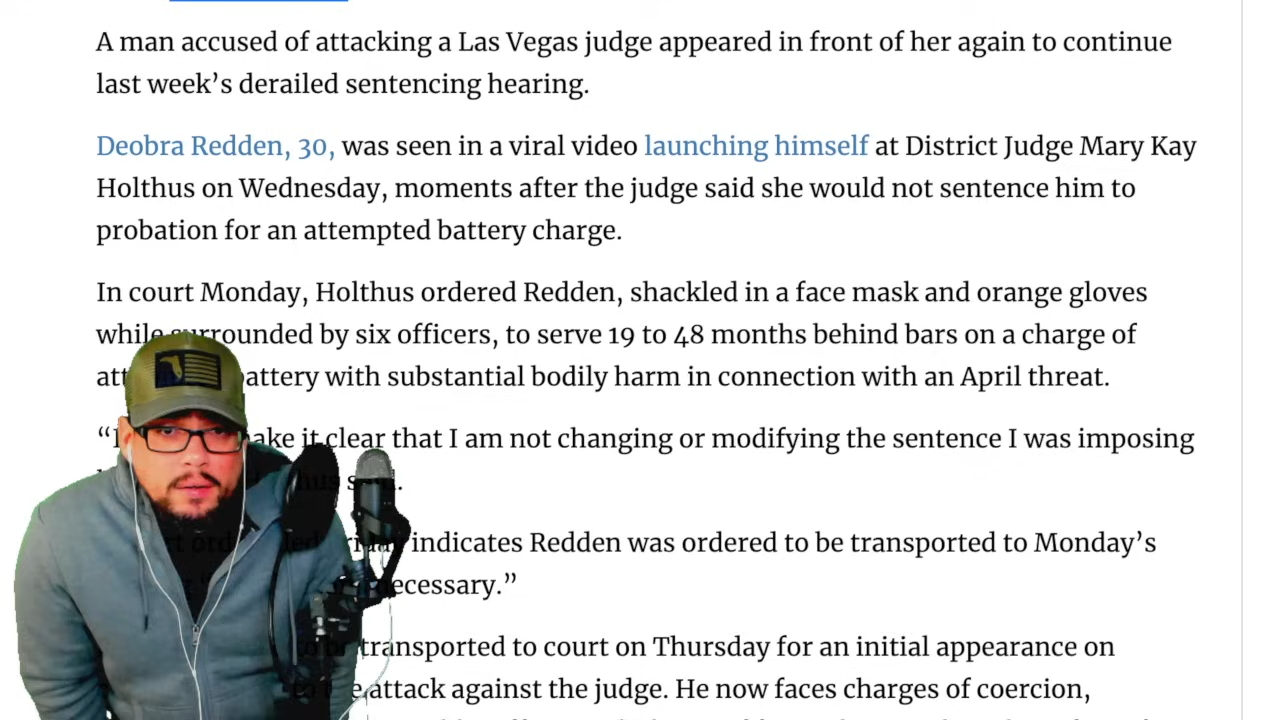 A man accused of attacking a Las Vegas judge appeared in front of her again to continue
last week’s derailed sentencing hearing.
Deobra Redden, 30, was seen in a viral video launching himself at District Judge Mary Kay
Holthus on Wednesday, moments after the judge said she would not sentence him to
probation for an attempted battery charge.
In court Monday, Holthus ordered Redden, shackled in a face mask and orange gloves
while surrounded by six officers, to serve 19 to 48 months behind bars on a charge of
battery with substantial bodily harm in connection with an April threat.
make it clear that I am not changing or modifying the sentence I was imposing
indicates Redden was ordered to be transported to Monday’s
necessary.”
transported to court on Thursday for an initial appearance on
attack against the judge. He now faces charges of coercion,